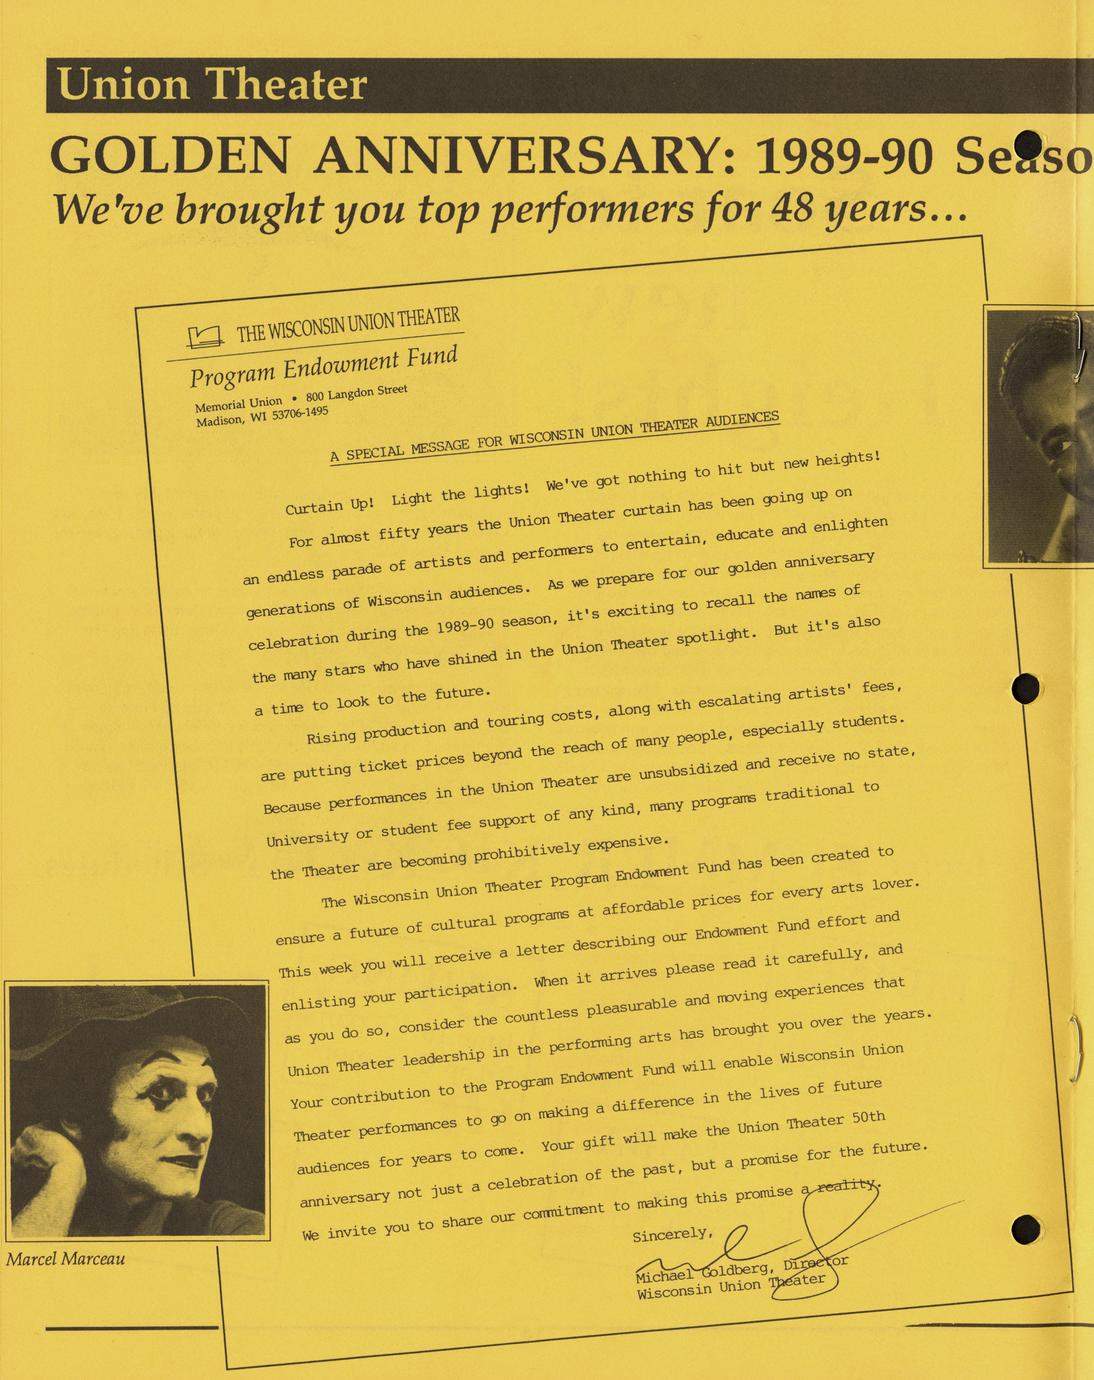 Union Theater
GOLDEN ANNIVERSARY: 1989-90 Seaso
We've brought you top performers for 48 years...
THE WISCONSIN UNION THEATER
Program Endowment Fund
Memorial Union • 800 Langdon Street
Madison, WI 53706-1495
A SPECIAL MESSAGE FOR WISCONSIN UNION THEATER AUDIENCES
Curtain Up! Light the lights! We've got nothing to hit but new heights!
For almost fifty years the Union Theater curtain has been going up on
an endless parade of artists and performers to entertain, educate and enlighten
generations of Wisconsin audiences. As we prepare for our golden anniversary
celebration during the 1989-90 season, it's exciting to recall the names of
the many stars who have shined in the Union Theater spotlight. But it's also
a time to look to the future.
Rising production and touring costs, along with escalating artists' fees,
are putting ticket prices beyond the reach of many people, especially students.
Because performances in the Union Theater are unsubsidized and receive no state,
University or student fee support of any kind, many programs traditional to
the Theater are becoming prohibitively expensive.
The Wisconsin Union Theater Program Endowment Fund has been created to
ensure a future of cultural programs at affordable prices for every arts lover.
This week you will receive a letter describing our Endowment Fund effort and
enlisting your participation. When it arrives please read it carefully, and
as you do so, consider the countless pleasurable and moving experiences that
Union Theater leadership in the performing arts has brought you over the years.
Your contribution to the Program Endowment Fund will enable Wisconsin Union
Theater performances to go on making a difference in the lives of future
audiences for years to come. Your gift will make the Union Theater 50th
anniversary not just a celebration of the past, but a promise for the future.
We invite you to share our commitment to making this promise a reality.
Sincerely,
Michael Goldberg, Director
Wisconsin Union Theater
Marcel Marceau